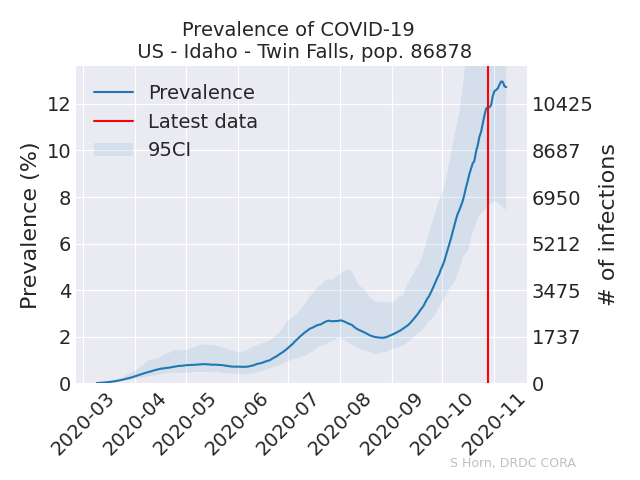 Prevalence of COVID-19
US - Idaho - Twin Falls, pop. 86878
Prevalence
Latest data
95CI
Prevalence (%)
12
10
8
6
4
2
0
10425
8687
6950
5212
3475
1737
0
# of infections
2020-03
2020-04
2020-05
2020-06
2020-07
2020-08
2020-09
2020-10
2020-11
S Horn, DRDC CORA